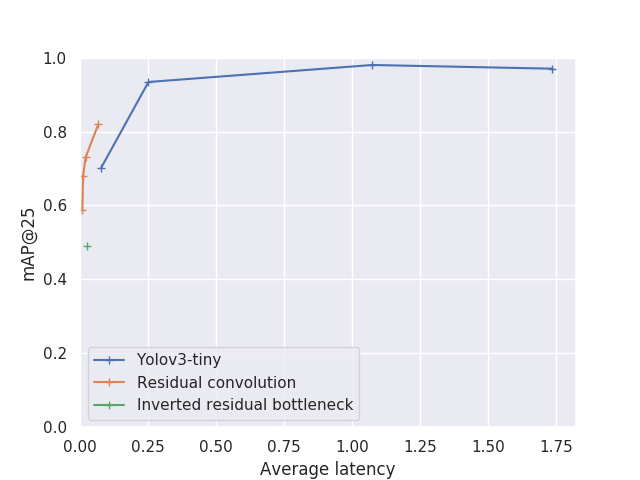 1.0
0.8
0.6
0.4
0.2
0.0
mAP@25
Yolov3-tiny
Residual convolution
Inverted residual bottleneck
0.00 0.25 0.50 0.75 1.00 1.25 1.50 1.75
Average latency